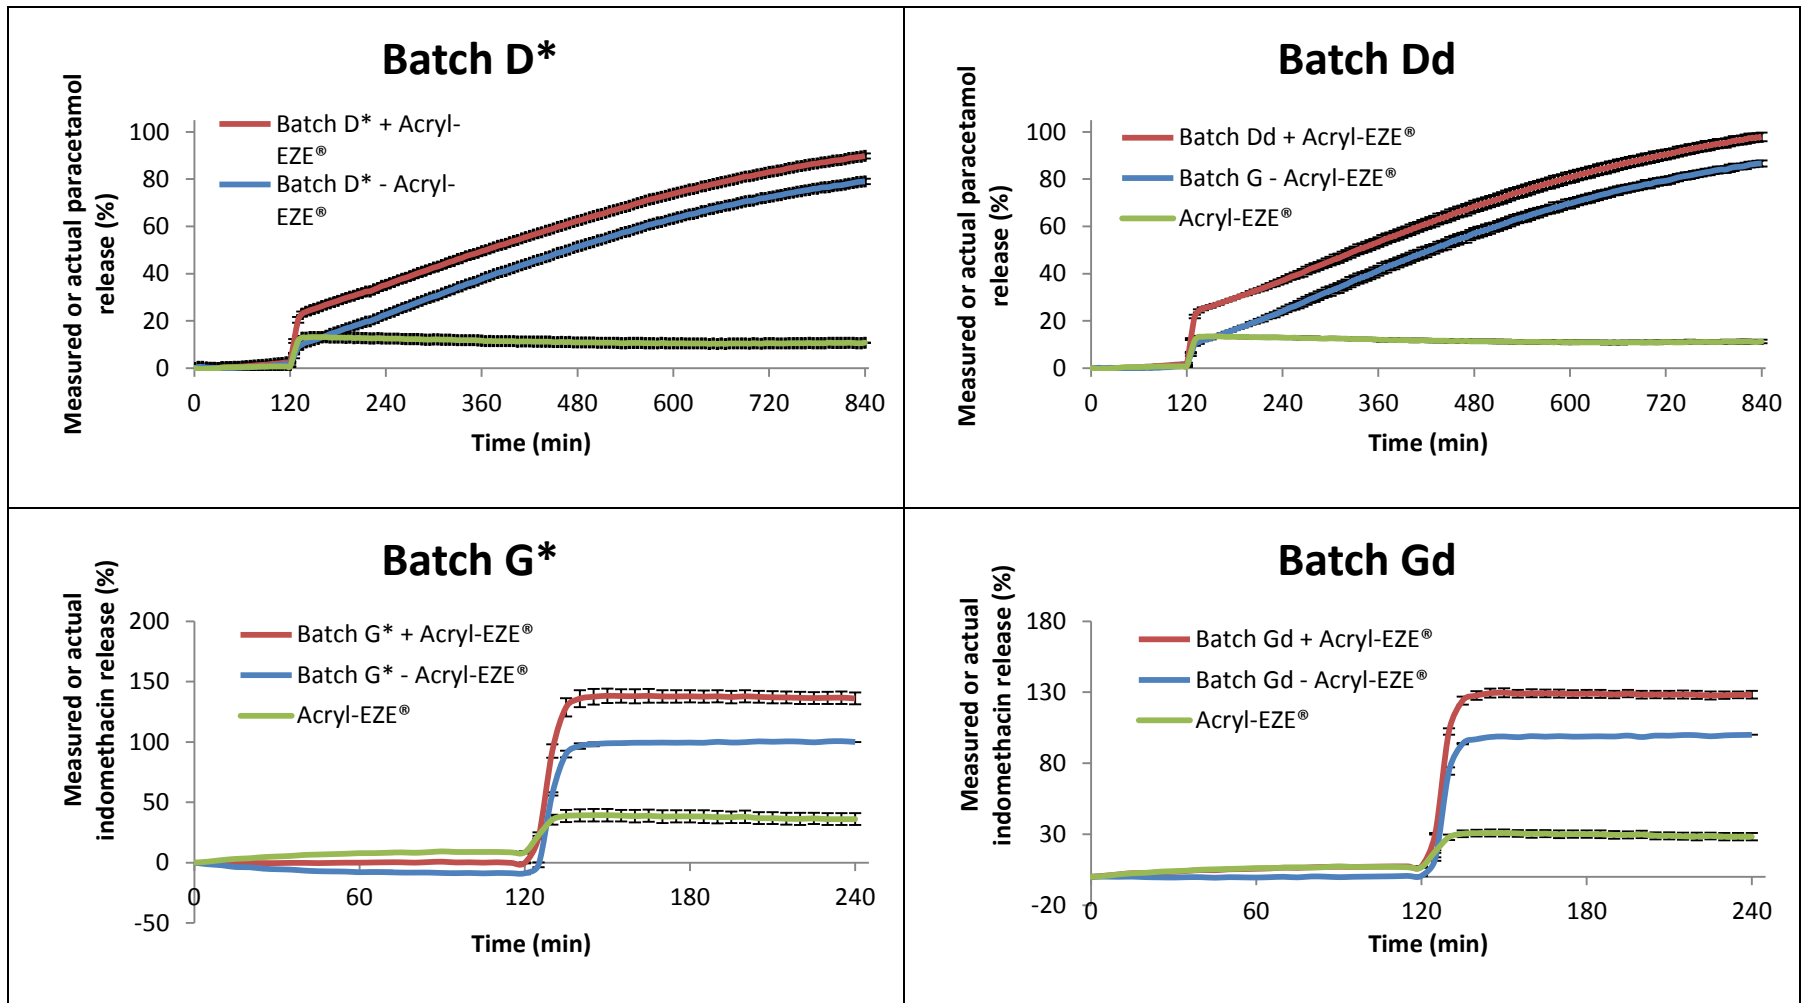 Batch D*
Measured or actual paracetamol
release (%)
Batch D* + Acryl-
EZE®
Batch D* - Acryl-
EZE®
100
80
60
40
20
0
0 120 240 360 480 600 720 840
Time (min)
Batch Dd
Measured or actual paracetamol
release (%)
Batch Dd + Acryl-EZE®
Batch G - Acryl-EZE®
Acryl-EZE®
100
80
60
40
20
0
0 120 240 360 480 600 720 840
Time (min)
Batch G*
Measured or actual
indomethacin release (%)
Batch G* + Acryl-EZE®
Batch G* - Acryl-EZE®
Acryl-EZE®
200
150
100
50
0
-50
0 60 120 180 240
Time (min)
Batch Gd
Measured or actual
indomethacin release (%)
Batch Gd + Acryl-EZE®
Batch Gd - Acryl-EZE®
Acryl-EZE®
180
130
80
30
-20
0 60 120 180 240
Time (min)